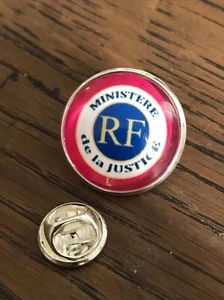 MINISTERE
RF
de la JUSTICE